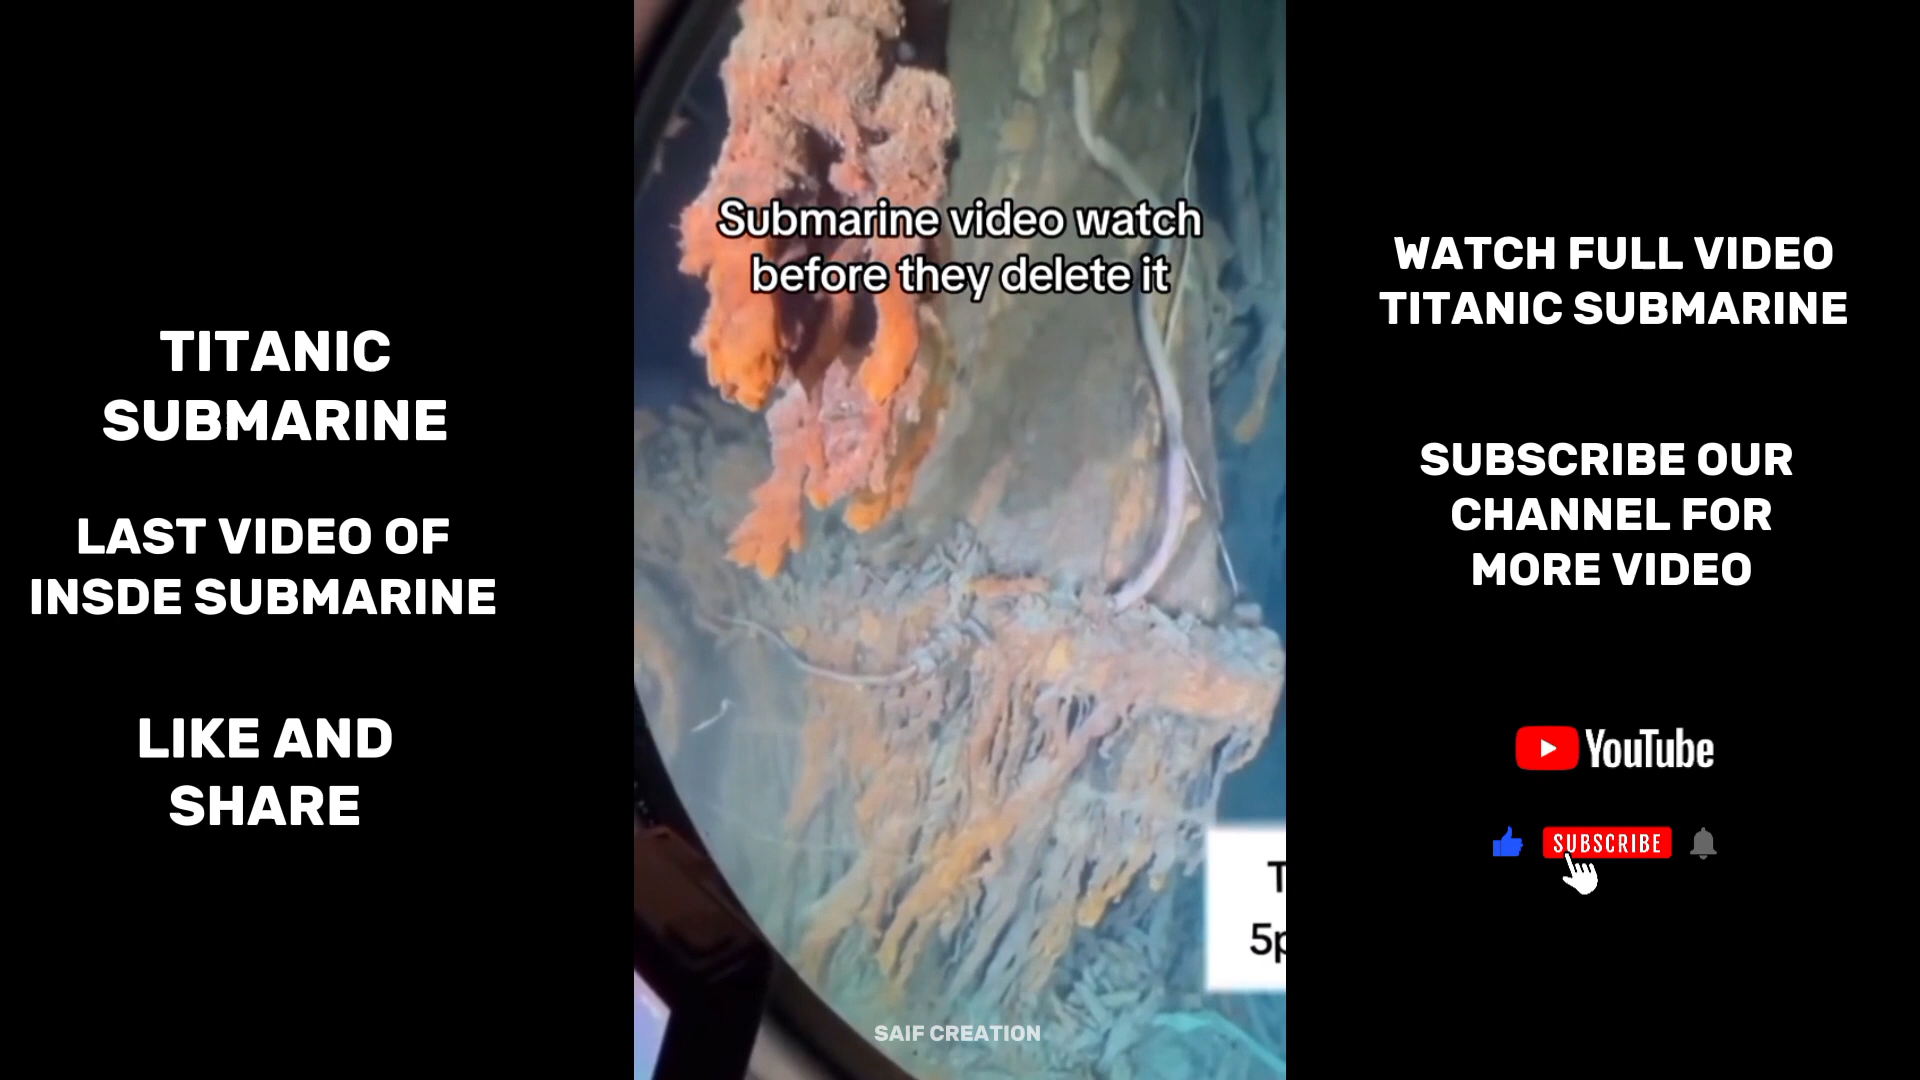 TITANIC
SUBMARINE
LAST VIDEO OF
INSDE SUBMARINE
LIKE AND
SHARE
Submarine video watch
before they delete it
T
5p
SAIF CREATION
WATCH FULL VIDEO
TITANIC SUBMARINE
SUBSCRIBE OUR
CHANNEL FOR
MORE VIDEO
YouTube
SUBSCRIBE